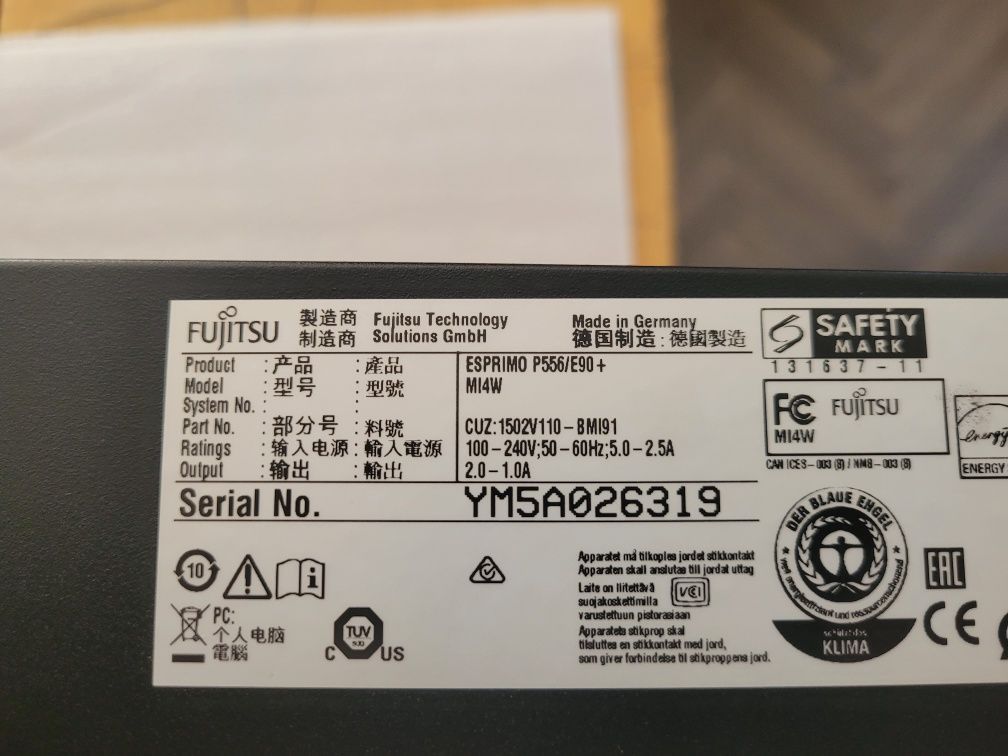 FUJITSU 製造商 Fujitsu Technology Made in Germany
制造商 Solutions GmbH 德国制造 : 德國製造
SAFETY
MARK
131637-11
Product : 产品 : 產品 ESPRIMO P556/E90+
Model : 型号 : 型號 MI4W
System No. : :
Part No. : 部分号 : 料號 CUZ:1502V110-BMI91
Ratings : 输入电源 : 輸入電源 100-240V;50-60Hz;5.0-2.5A
Output : 输出 : 輸出 2.0-1.0A
FC FUJITSU
MI4W
CAN ICES-003 (B) / NMB-003 (B)
energy
ENERGY
Serial No. YM5A026319
10
i
PC:
个人电脑
電腦
TUV
C US
Apparatet må tilkoples jordet stikkontakt
Apparaten skall anslutas till jordat uttag
Laite on liitettävä
suojakoskettimilla
varustettuun pistorasiaan
VCI
Apparatets stikprop skal
tilsluttes en stikkontakt med jord,
som giver forbindelse til stikproppens jord.
DER BLAUE ENGEL
schützt das
KLIMA
EAC
CE